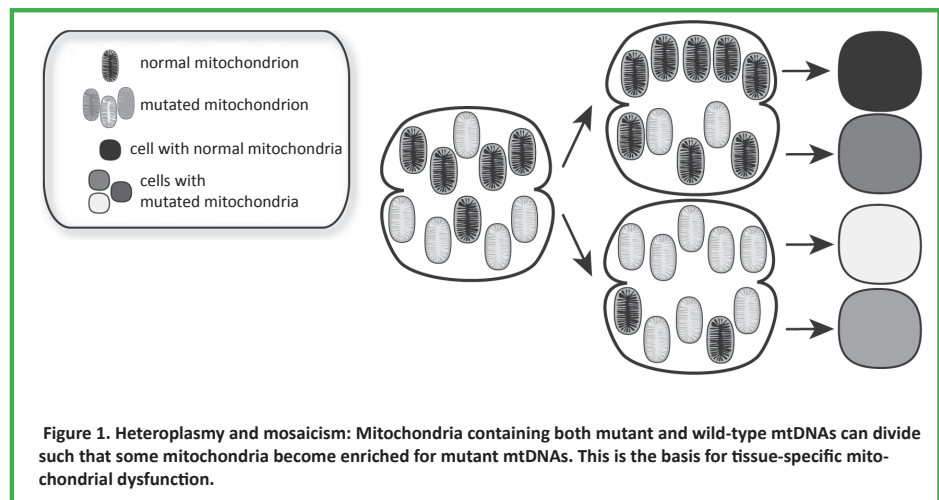 normal mitochondrion
mutated mitochondrion
cell with normal mitochondria
cells with
mutated mitochondria
Figure 1. Heteroplasmy and mosaicism: Mitochondria containing both mutant and wild-type mtDNAs can divide
such that some mitochondria become enriched for mutant mtDNAs. This is the basis for tissue-specific mito-
chondrial dysfunction.